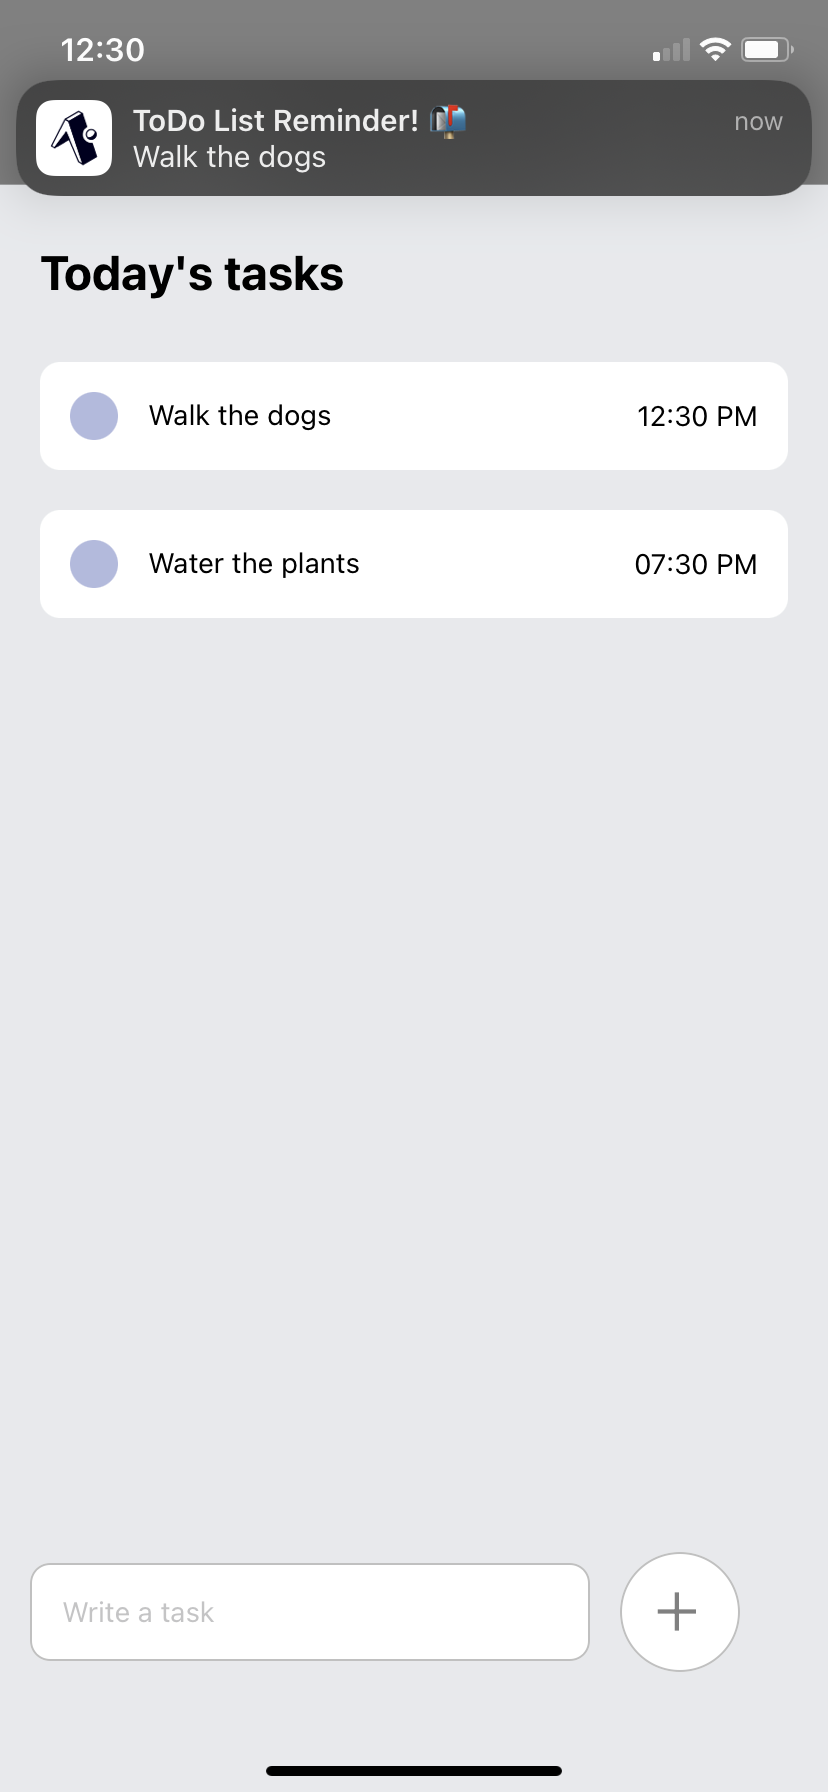 12:30
ToDo List Reminder! 📬 now
Walk the dogs
Today's tasks
Walk the dogs 12:30 PM
Water the plants 07:30 PM
Write a task